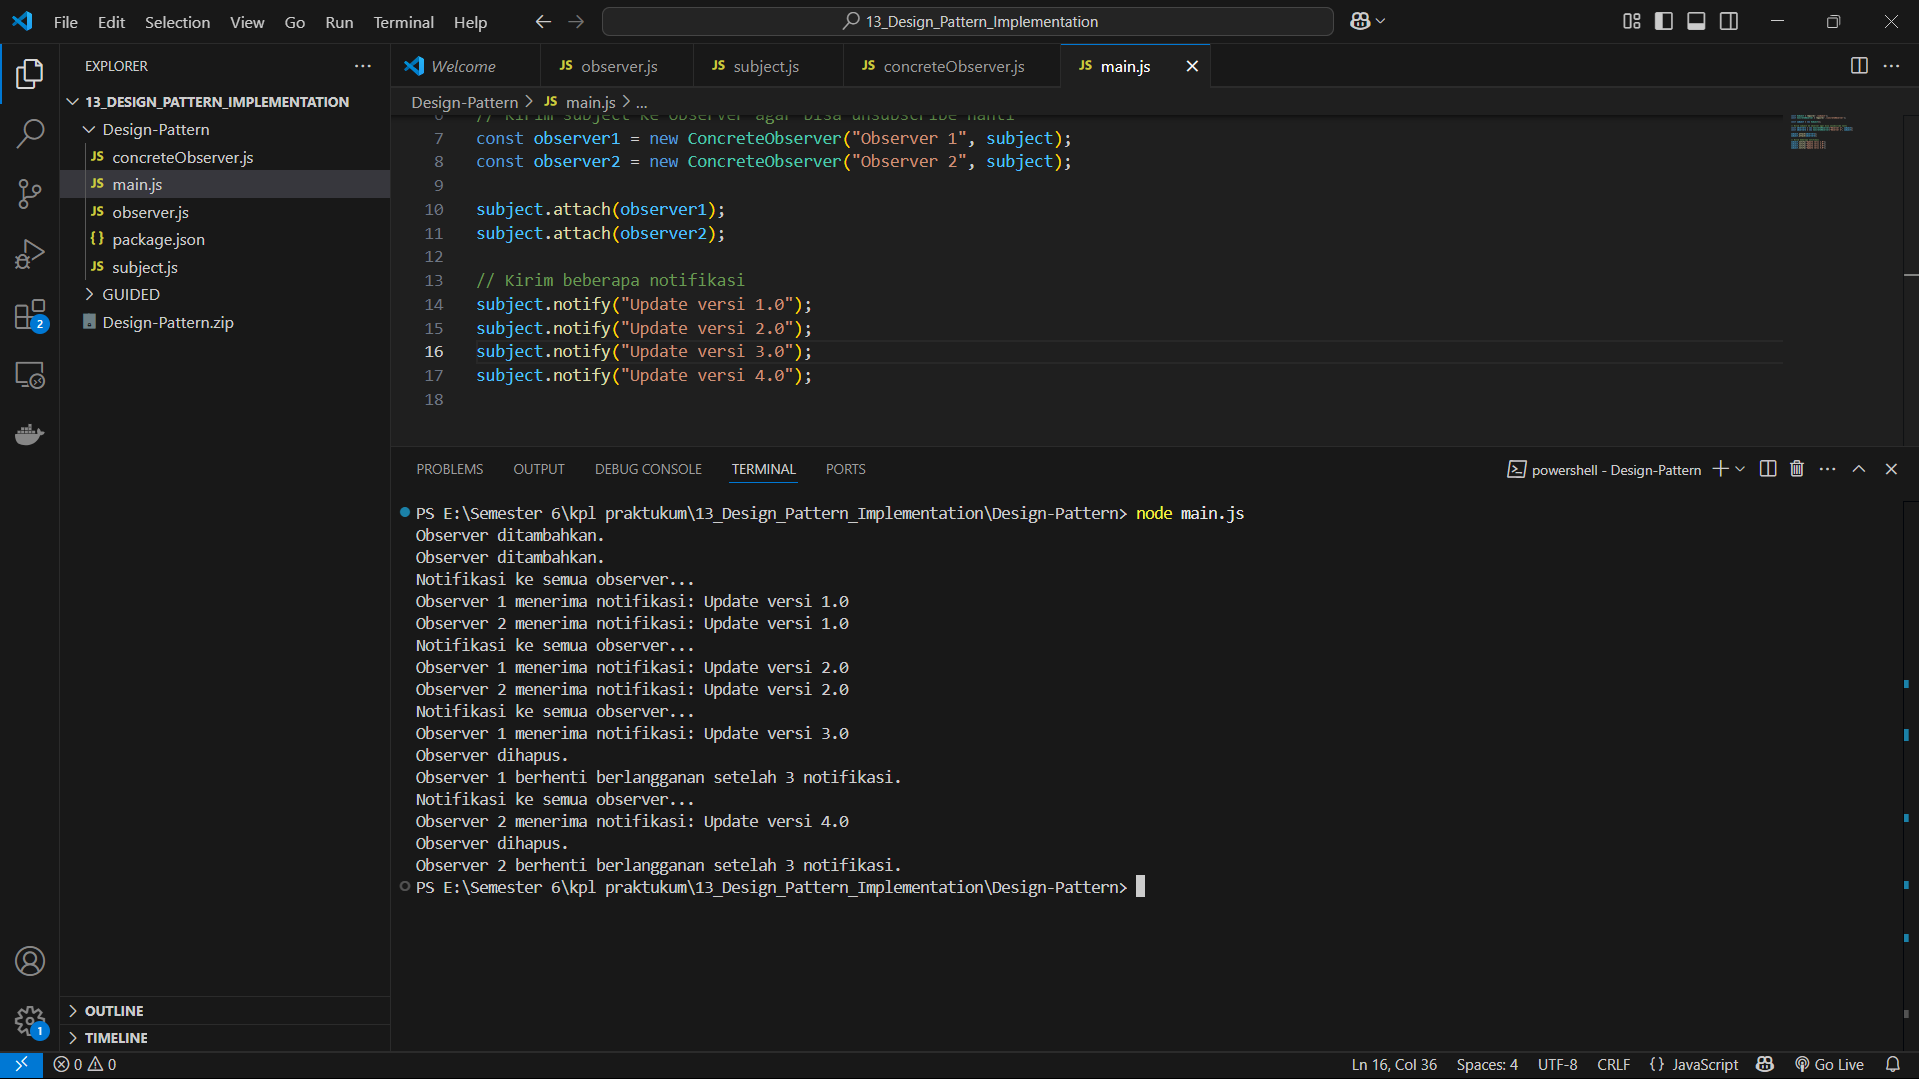 File Edit Selection View Go Run Terminal Help
13_Design_Pattern_Implementation
EXPLORER
13_DESIGN_PATTERN_IMPLEMENTATION
Design-Pattern
JS concreteObserver.js
JS main.js
JS observer.js
{} package.json
JS subject.js
GUIDED
Design-Pattern.zip
OUTLINE
TIMELINE
2
1
Welcome
JS observer.js
JS subject.js
JS concreteObserver.js
JS main.js
Design-Pattern > JS main.js > ...
6 // Kirim subject ke observer agar bisa unsubscribe nanti
7 const observer1 = new ConcreteObserver("Observer 1", subject);
8 const observer2 = new ConcreteObserver("Observer 2", subject);
9
10 subject.attach(observer1);
11 subject.attach(observer2);
12
13 // Kirim beberapa notifikasi
14 subject.notify("Update versi 1.0");
15 subject.notify("Update versi 2.0");
16 subject.notify("Update versi 3.0");
17 subject.notify("Update versi 4.0");
18
PROBLEMS OUTPUT DEBUG CONSOLE TERMINAL PORTS
powershell - Design-Pattern
PS E:\Semester 6\kpl praktukum\13_Design_Pattern_Implementation\Design-Pattern> node main.js
Observer ditambahkan.
Observer ditambahkan.
Notifikasi ke semua observer...
Observer 1 menerima notifikasi: Update versi 1.0
Observer 2 menerima notifikasi: Update versi 1.0
Notifikasi ke semua observer...
Observer 1 menerima notifikasi: Update versi 2.0
Observer 2 menerima notifikasi: Update versi 2.0
Notifikasi ke semua observer...
Observer 1 menerima notifikasi: Update versi 3.0
Observer dihapus.
Observer 1 berhenti berlangganan setelah 3 notifikasi.
Notifikasi ke semua observer...
Observer 2 menerima notifikasi: Update versi 4.0
Observer dihapus.
Observer 2 berhenti berlangganan setelah 3 notifikasi.
PS E:\Semester 6\kpl praktukum\13_Design_Pattern_Implementation\Design-Pattern>
0 0
Ln 16, Col 36 Spaces: 4 UTF-8 CRLF {} JavaScript Go Live